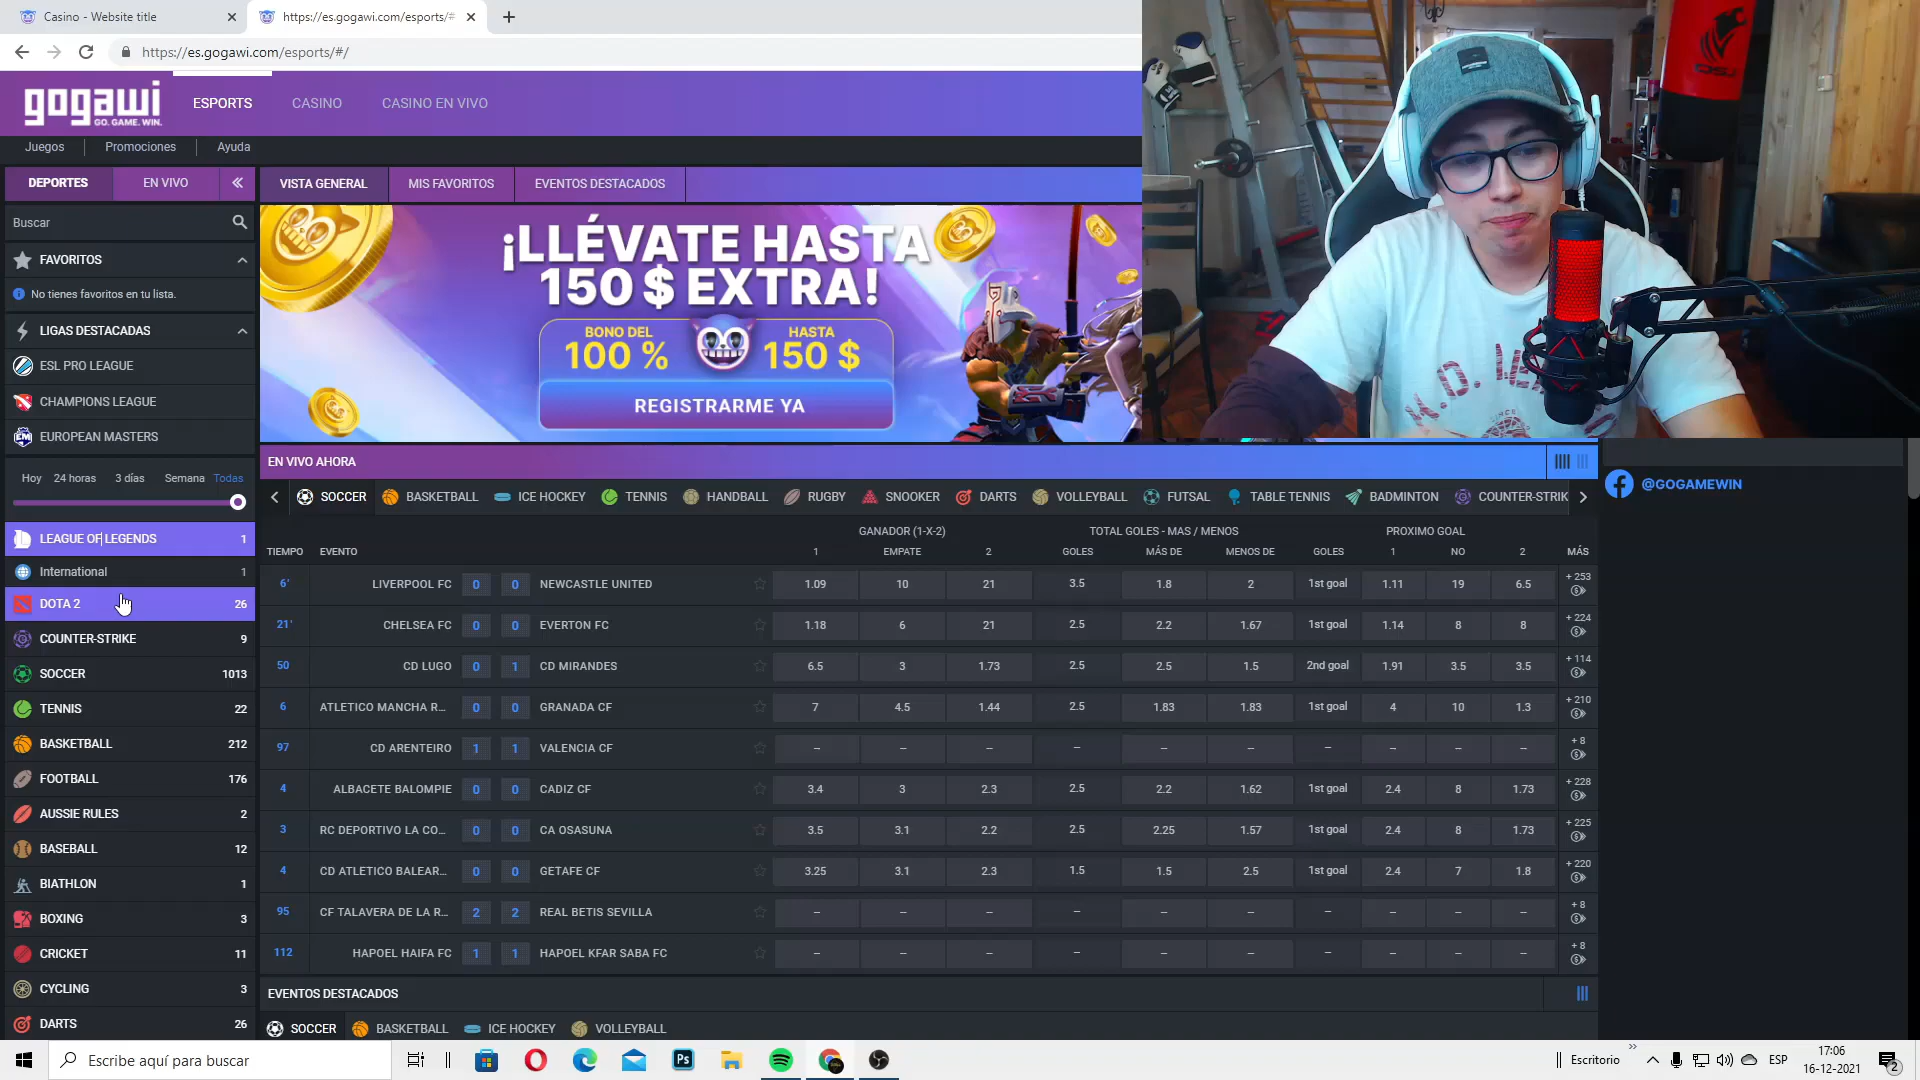 Casino - Website title
https://es.gogawi.com/esports/#
https://es.gogawi.com/esports/#/
gogawi
GO. GAME. WIN.
ESPORTS
CASINO
CASINO EN VIVO
Juegos
Promociones
Ayuda
DEPORTES
EN VIVO
VISTA GENERAL
MIS FAVORITOS
EVENTOS DESTACADOS
Buscar
FAVORITOS
No tienes favoritos en tu lista.
LIGAS DESTACADAS
ESL PRO LEAGUE
CHAMPIONS LEAGUE
EUROPEAN MASTERS
Hoy 24 horas 3 días Semana Todas
LEAGUE OF LEGENDS 1
International 1
DOTA 2 26
COUNTER-STRIKE 9
SOCCER 1013
TENNIS 22
BASKETBALL 212
FOOTBALL 176
AUSSIE RULES 2
BASEBALL 12
BIATHLON 1
BOXING 3
CRICKET 11
CYCLING 3
DARTS 26
¡LLÉVATE HASTA
150 $ EXTRA!
BONO DEL
100 %
HASTA
150 $
REGISTRARME YA
EN VIVO AHORA
SOCCER BASKETBALL ICE HOCKEY TENNIS HANDBALL RUGBY SNOOKER DARTS VOLLEYBALL FUTSAL TABLE TENNIS BADMINTON COUNTER-STRIK
GANADOR (1-X-2) TOTAL GOLES - MAS / MENOS PROXIMO GOAL
TIEMPO EVENTO 1 EMPATE 2 GOLES MÁS DE MENOS DE GOLES 1 NO 2 MÁS
6' LIVERPOOL FC 0 0 NEWCASTLE UNITED 1.09 10 21 3.5 1.8 2 1st goal 1.11 19 6.5 + 253
21' CHELSEA FC 0 0 EVERTON FC 1.18 6 21 2.5 2.2 1.67 1st goal 1.14 8 8 + 224
50 CD LUGO 0 1 CD MIRANDES 6.5 3 1.73 2.5 2.5 1.5 2nd goal 1.91 3.5 3.5 + 114
6 ATLETICO MANCHA R... 0 0 GRANADA CF 7 4.5 1.44 2.5 1.83 1.83 1st goal 4 10 1.3 + 210
97 CD ARENTEIRO 1 1 VALENCIA CF – – – – – – – – – – + 8
4 ALBACETE BALOMPIE 0 0 CADIZ CF 3.4 3 2.3 2.5 2.2 1.62 1st goal 2.4 8 1.73 + 228
3 RC DEPORTIVO LA CO... 0 0 CA OSASUNA 3.5 3.1 2.2 2.5 2.25 1.57 1st goal 2.4 8 1.73 + 225
4 CD ATLETICO BALEAR... 0 0 GETAFE CF 3.25 3.1 2.3 1.5 1.5 2.5 1st goal 2.4 7 1.8 + 220
95 CF TALAVERA DE LA R... 2 2 REAL BETIS SEVILLA – – – – – – – – – – + 8
112 HAPOEL HAIFA FC 1 1 HAPOEL KFAR SABA FC – – – – – – – – – – + 8
EVENTOS DESTACADOS
SOCCER BASKETBALL ICE HOCKEY VOLLEYBALL
@GOGAMEWIN
Escribe aquí para buscar
Ps
Escritorio
ESP
17:06
16-12-2021
2